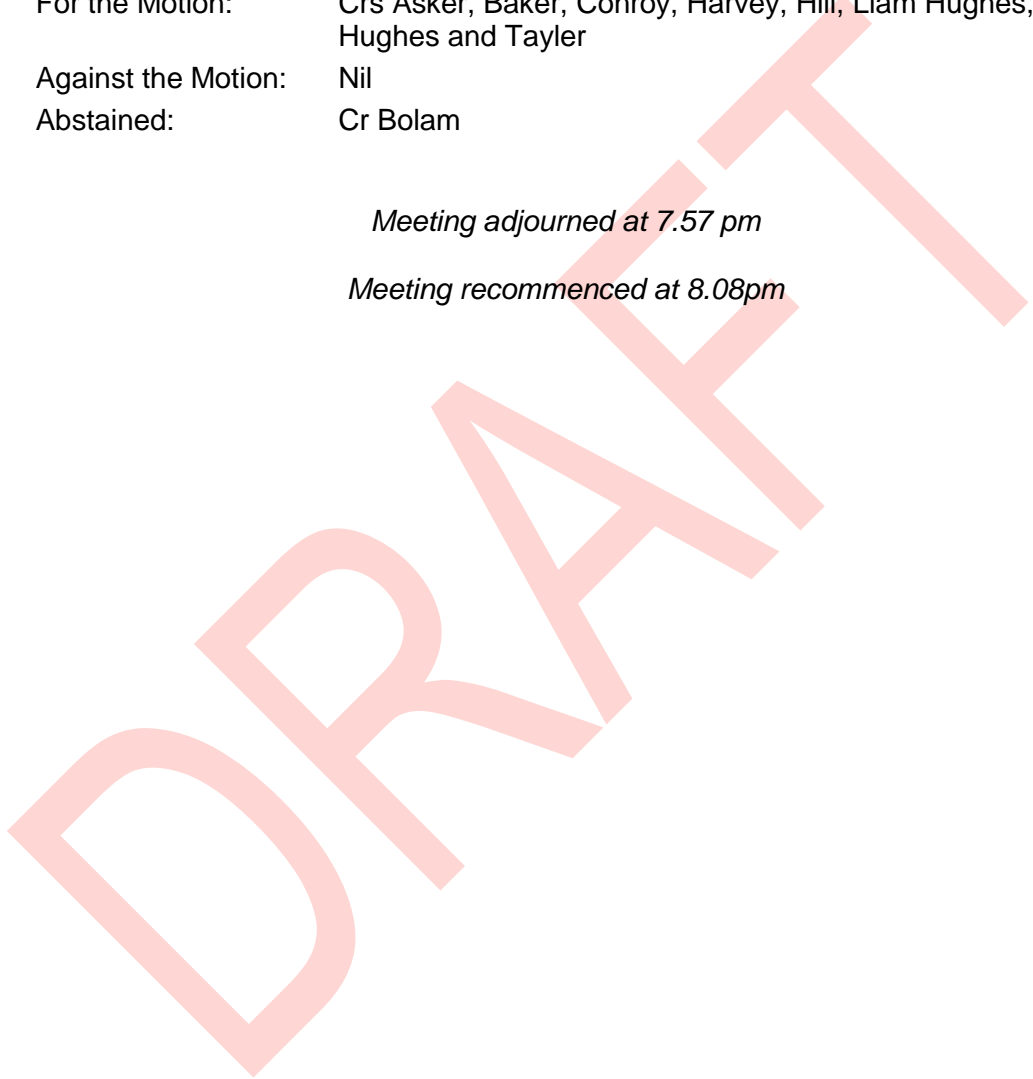 For the Motion: Crs Asker, Baker, Conroy, Harvey, Hill, Liam Hughes,
Hughes and Tayler
Against the Motion: Nil
Abstained: Cr Bolam
Meeting adjourned at 7.57 pm
Meeting recommenced at 8.08pm
DRAFT